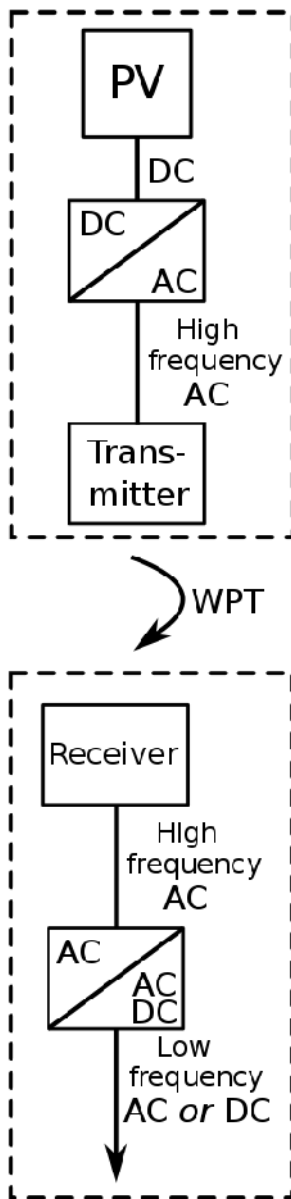 PV
DC
DC
AC
High
frequency
AC
Trans-
mitter
WPT
Receiver
HIgh
frequency
AC
AC
AC
DC
Low
frequency
AC or DC